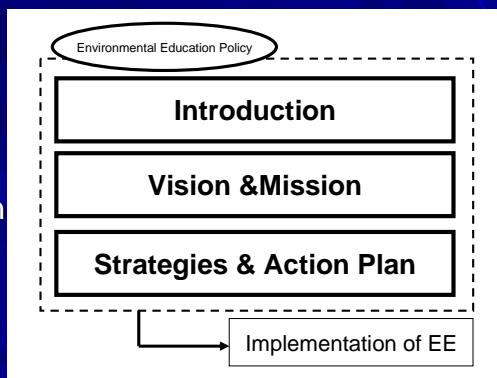 Environmental Education Policy
Introduction
Vision &Mission
Strategies & Action Plan
Implementation of EE